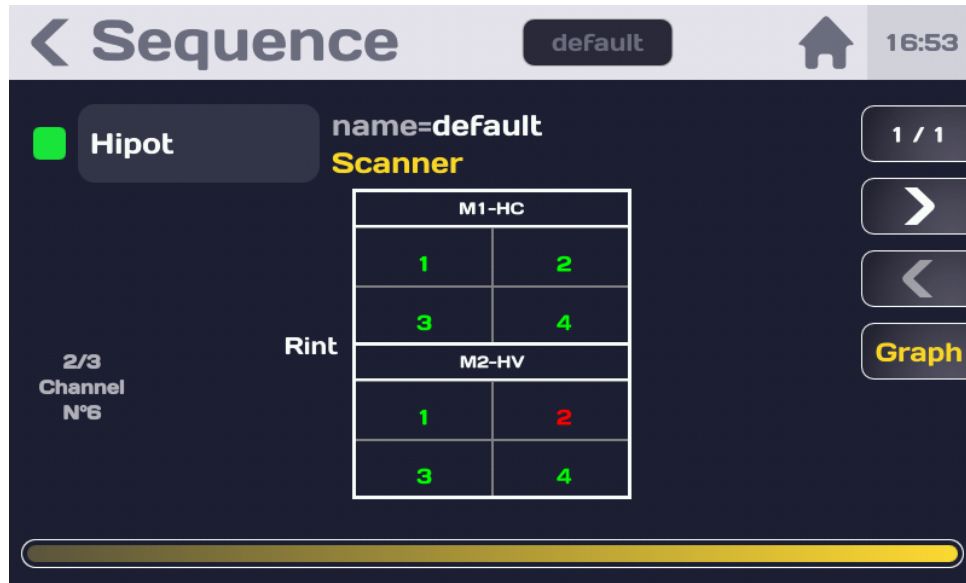 Sequence default 16:53
Hipot
name=default
Scanner
1 / 1
M1-HC
1 2
3 4
Rint
M2-HV
1 2
3 4
2/3
Channel
N°6
Graph